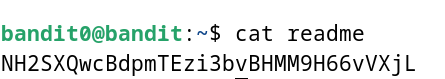 bandit0@bandit:~$ cat readme
NH2SXQwcBdpmTEzi3bvBHMM9H66vVXjL